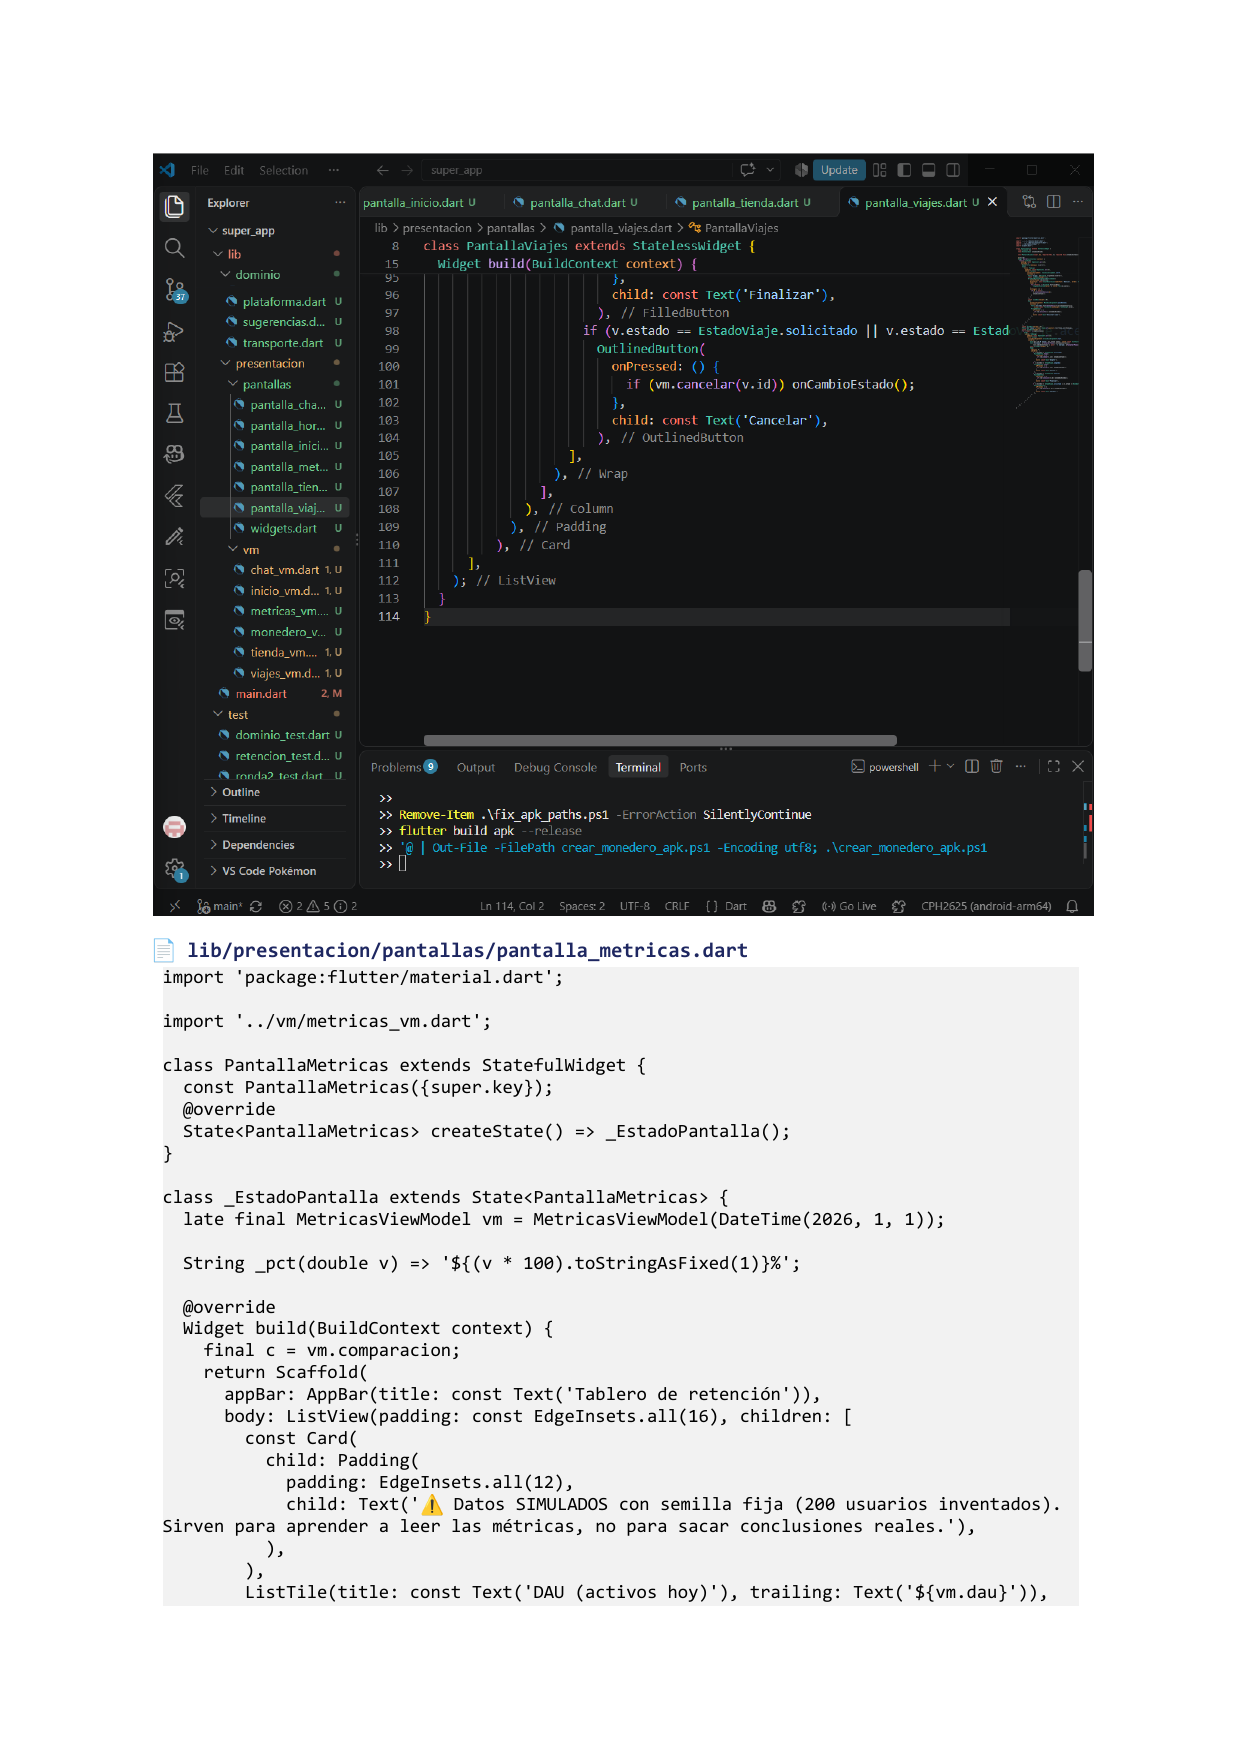 File Edit Selection ··· super_app Update
Explorer ···
pantalla_inicio.dart U pantalla_chat.dart U pantalla_tienda.dart U pantalla_viajes.dart U
lib > presentacion > pantallas > pantalla_viajes.dart > PantallaViajes
super_app
lib
dominio
plataforma.dart U
sugerencias.d... U
transporte.dart U
presentacion
pantallas
pantalla_cha... U
pantalla_hor... U
pantalla_inici... U
pantalla_met... U
pantalla_tien... U
pantalla_viaj... U
widgets.dart U
vm
chat_vm.dart 1, U
inicio_vm.d... 1, U
metricas_vm.... U
monedero_v... U
tienda_vm.... 1, U
viajes_vm.d... 1, U
main.dart 2, M
test
dominio_test.dart U
retencion_test.d... U
ronda2_test.dart U
Outline
Timeline
Dependencies
VS Code Pokémon
37
1
8 class PantallaViajes extends StatelessWidget {
15 Widget build(BuildContext context) {
95 },
96 child: const Text('Finalizar'),
97 ), // FilledButton
98 if (v.estado == EstadoViaje.solicitado || v.estado == Estad
99 OutlinedButton(
100 onPressed: () {
101 if (vm.cancelar(v.id)) onCambioEstado();
102 },
103 child: const Text('Cancelar'),
104 ), // OutlinedButton
105 ],
106 ), // Wrap
107 ],
108 ), // Column
109 ), // Padding
110 ), // Card
111 ],
112 ); // ListView
113 }
114 }
Problems 9 Output Debug Console Terminal Ports powershell
>>
>> Remove-Item .\fix_apk_paths.ps1 -ErrorAction SilentlyContinue
>> flutter build apk --release
>> '@ | Out-File -FilePath crear_monedero_apk.ps1 -Encoding utf8; .\crear_monedero_apk.ps1
>>
main* 2 5 2 Ln 114, Col 2 Spaces: 2 UTF-8 CRLF { } Dart Go Live CPH2625 (android-arm64)
📄 lib/presentacion/pantallas/pantalla_metricas.dart
import 'package:flutter/material.dart';
import '../vm/metricas_vm.dart';
class PantallaMetricas extends StatefulWidget {
const PantallaMetricas({super.key});
@override
State<PantallaMetricas> createState() => _EstadoPantalla();
}
class _EstadoPantalla extends State<PantallaMetricas> {
late final MetricasViewModel vm = MetricasViewModel(DateTime(2026, 1, 1));
String _pct(double v) => '${(v * 100).toStringAsFixed(1)}%';
@override
Widget build(BuildContext context) {
final c = vm.comparacion;
return Scaffold(
appBar: AppBar(title: const Text('Tablero de retención')),
body: ListView(padding: const EdgeInsets.all(16), children: [
const Card(
child: Padding(
padding: EdgeInsets.all(12),
child: Text('⚠️ Datos SIMULADOS con semilla fija (200 usuarios inventados).
Sirven para aprender a leer las métricas, no para sacar conclusiones reales.'),
),
),
ListTile(title: const Text('DAU (activos hoy)'), trailing: Text('${vm.dau}')),